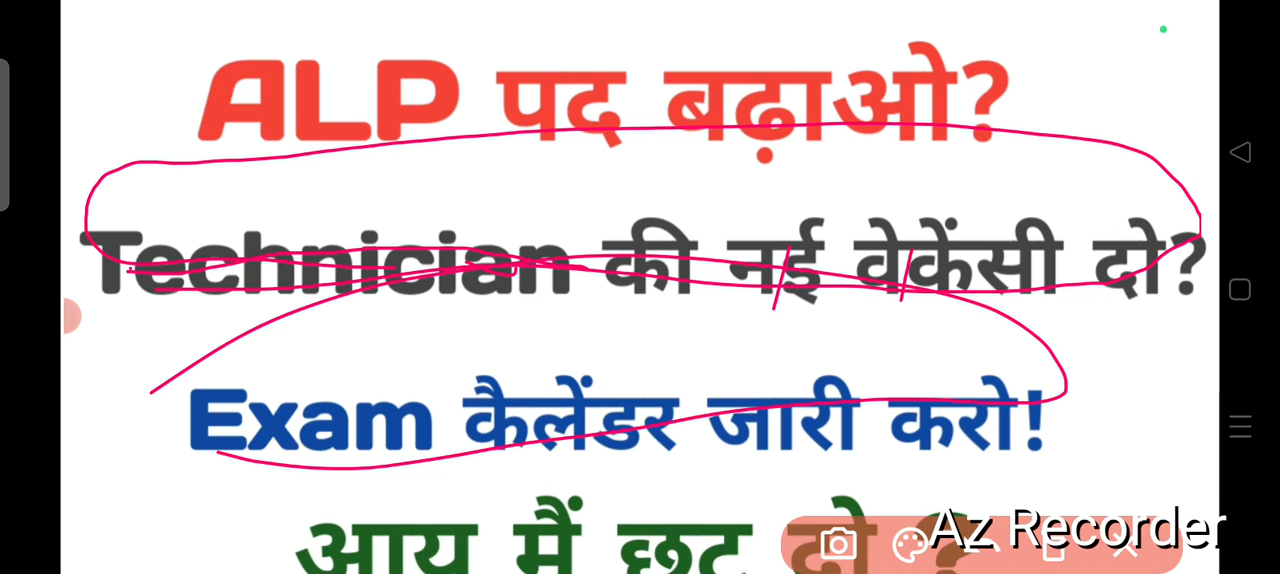 ALP पद बढ़ाओ?
Technician की नई वेकेंसी दो?
Exam कैलेंडर जारी करो!
आय मैं छूट दो ?
Az Recorder